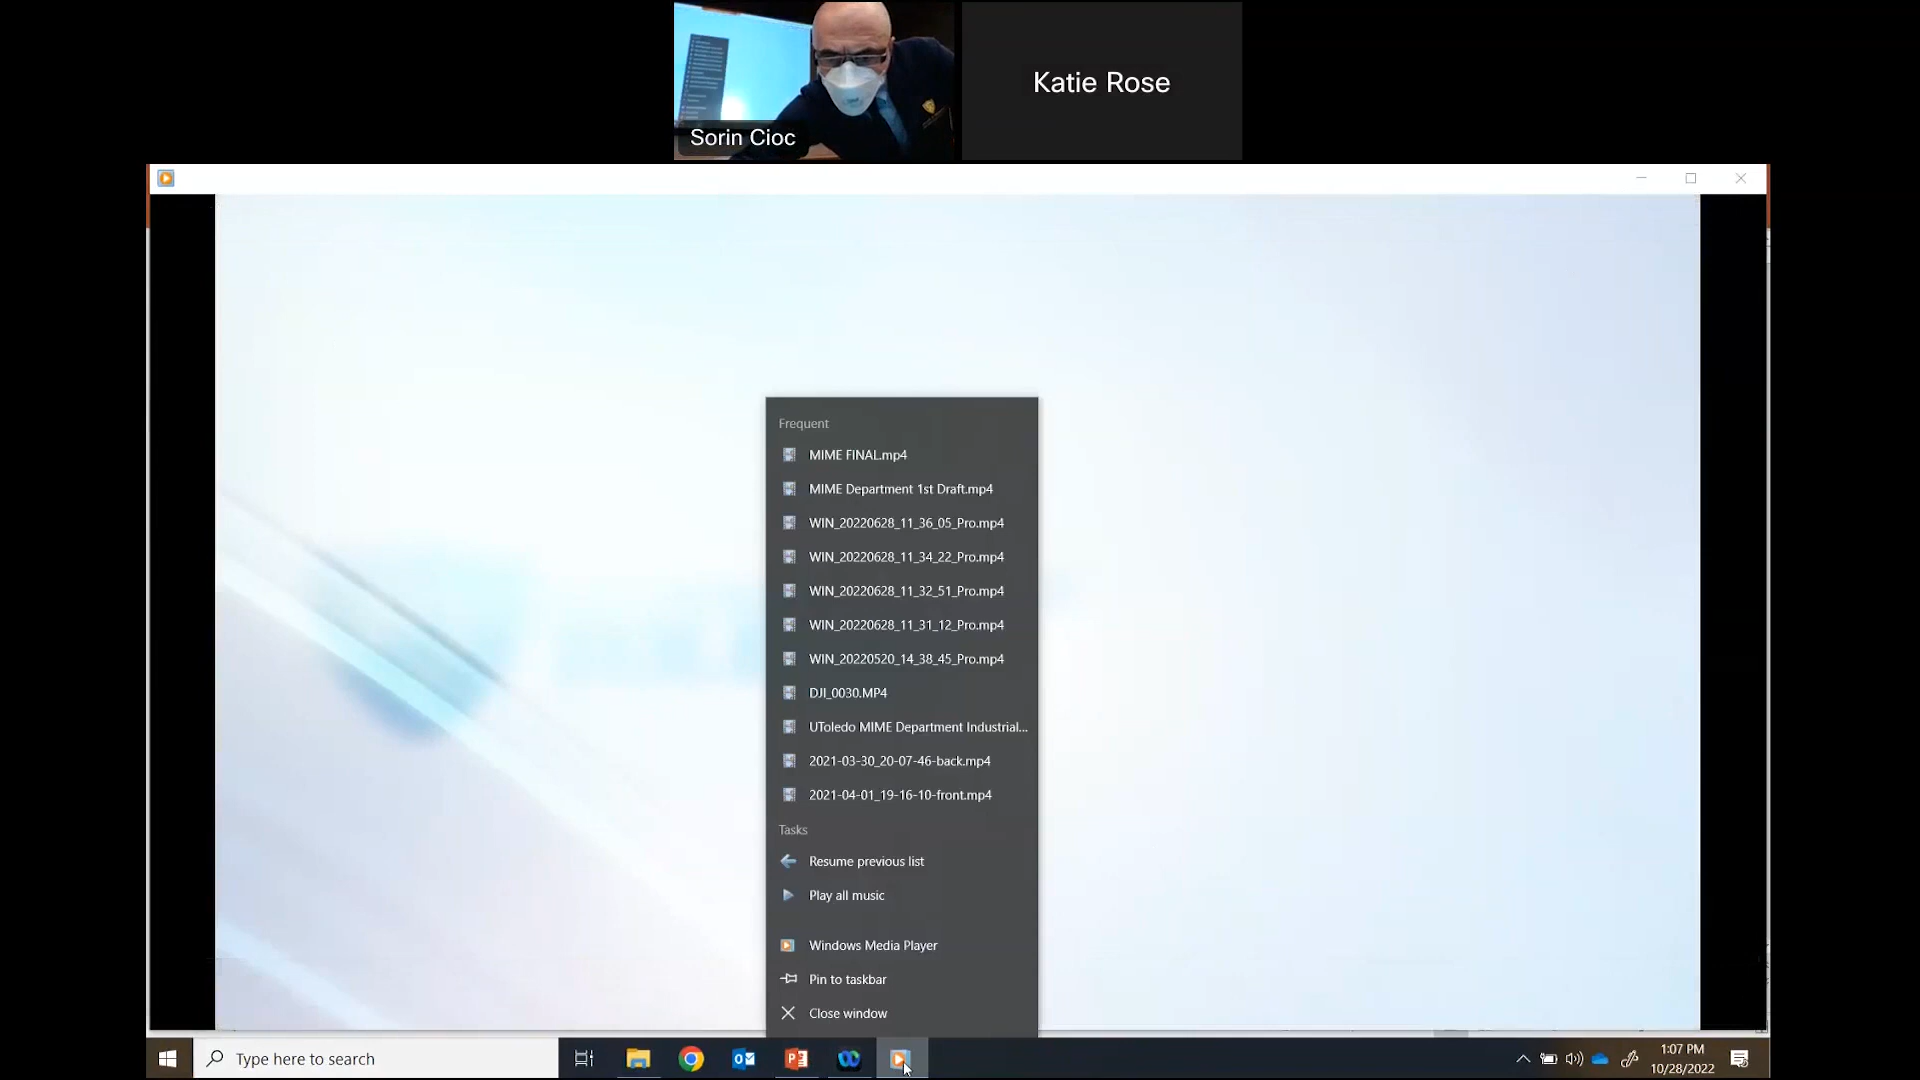 Sorin Cioc
Katie Rose
Frequent
MIME FINAL.mp4
MIME Department 1st Draft.mp4
WIN_20220628_11_36_05_Pro.mp4
WIN_20220628_11_34_22_Pro.mp4
WIN_20220628_11_32_51_Pro.mp4
WIN_20220628_11_31_12_Pro.mp4
WIN_20220520_14_38_45_Pro.mp4
DJI_0030.MP4
UToledo MIME Department Industrial...
2021-03-30_20-07-46-back.mp4
2021-04-01_19-16-10-front.mp4
Tasks
Resume previous list
Play all music
Windows Media Player
Pin to taskbar
Close window
Type here to search
1:07 PM
10/28/2022